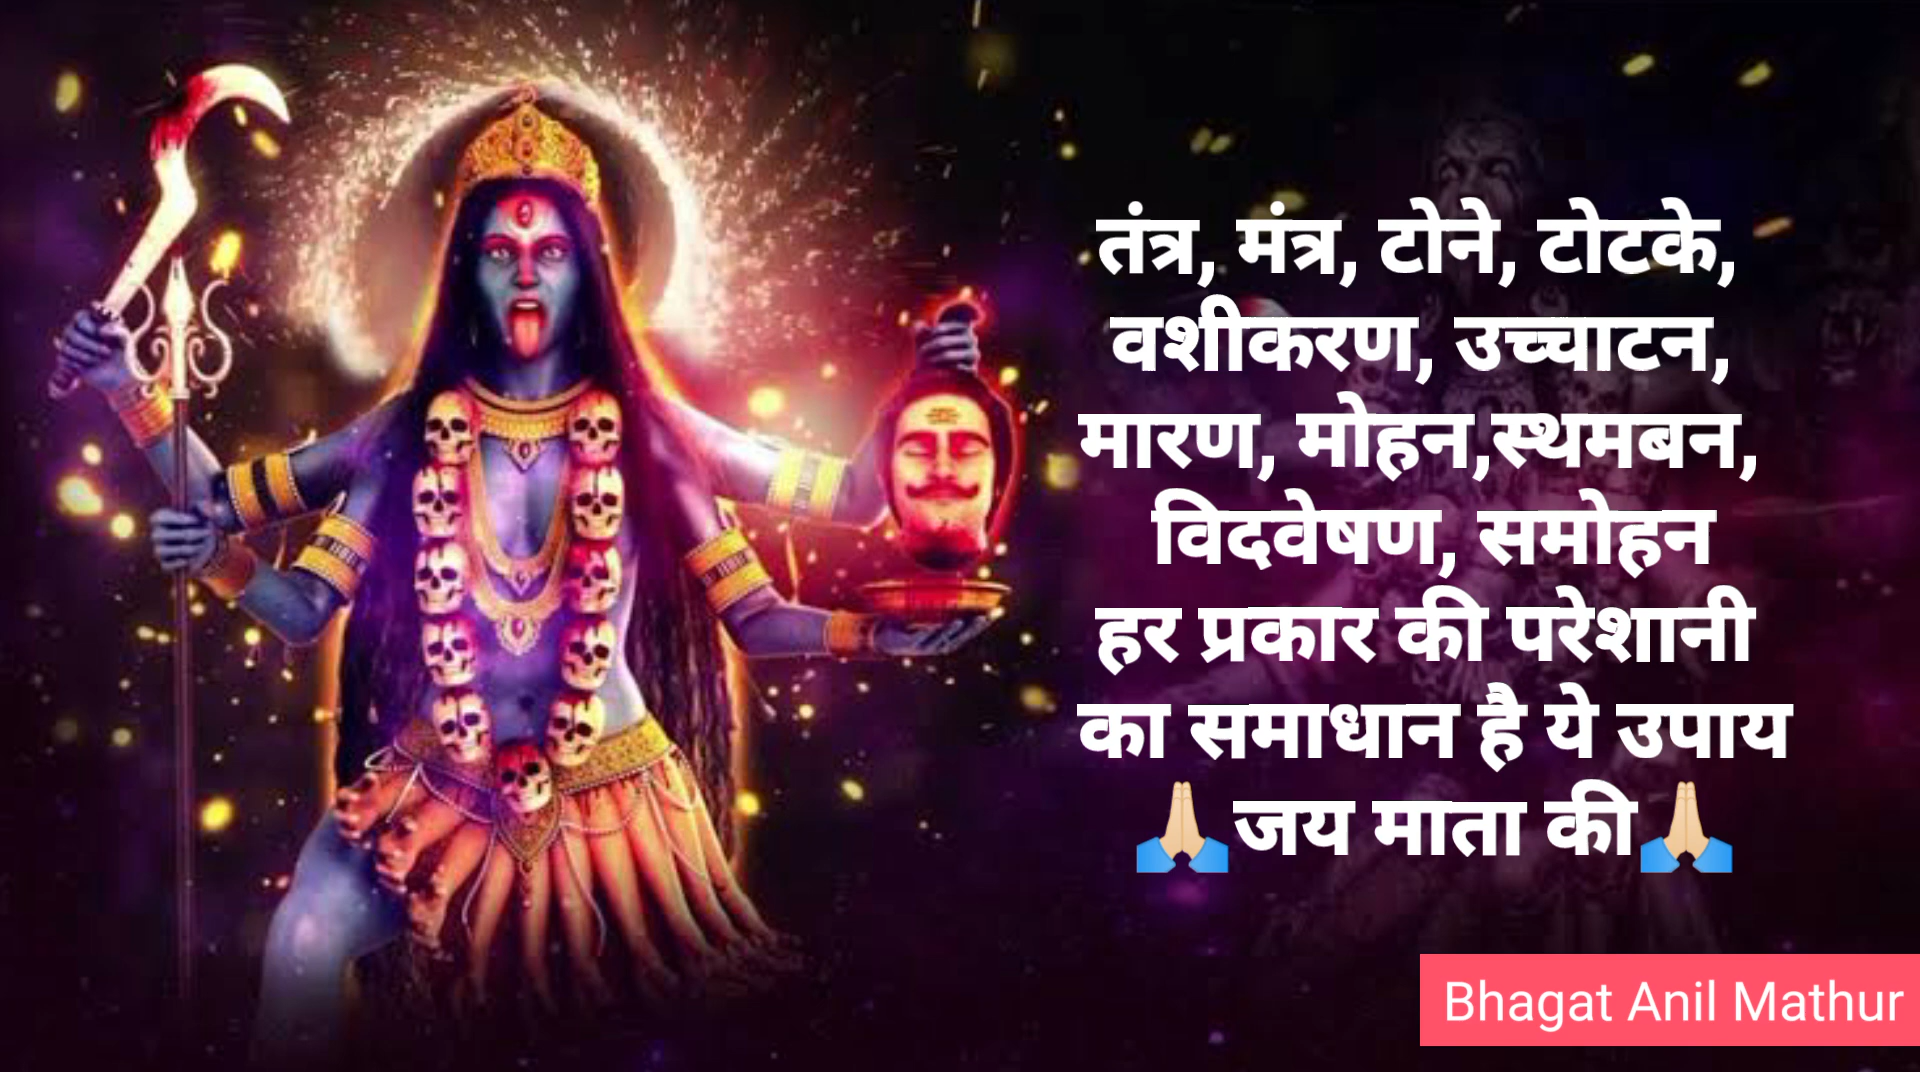 तंत्र, मंत्र, टोने, टोटके,
वशीकरण, उच्चाटन,
मारण, मोहन,स्थमबन,
विदवेषण, समोहन
हर प्रकार की परेशानी
का समाधान है ये उपाय
🙏🏻जय माता की🙏🏻
Bhagat Anil Mathur